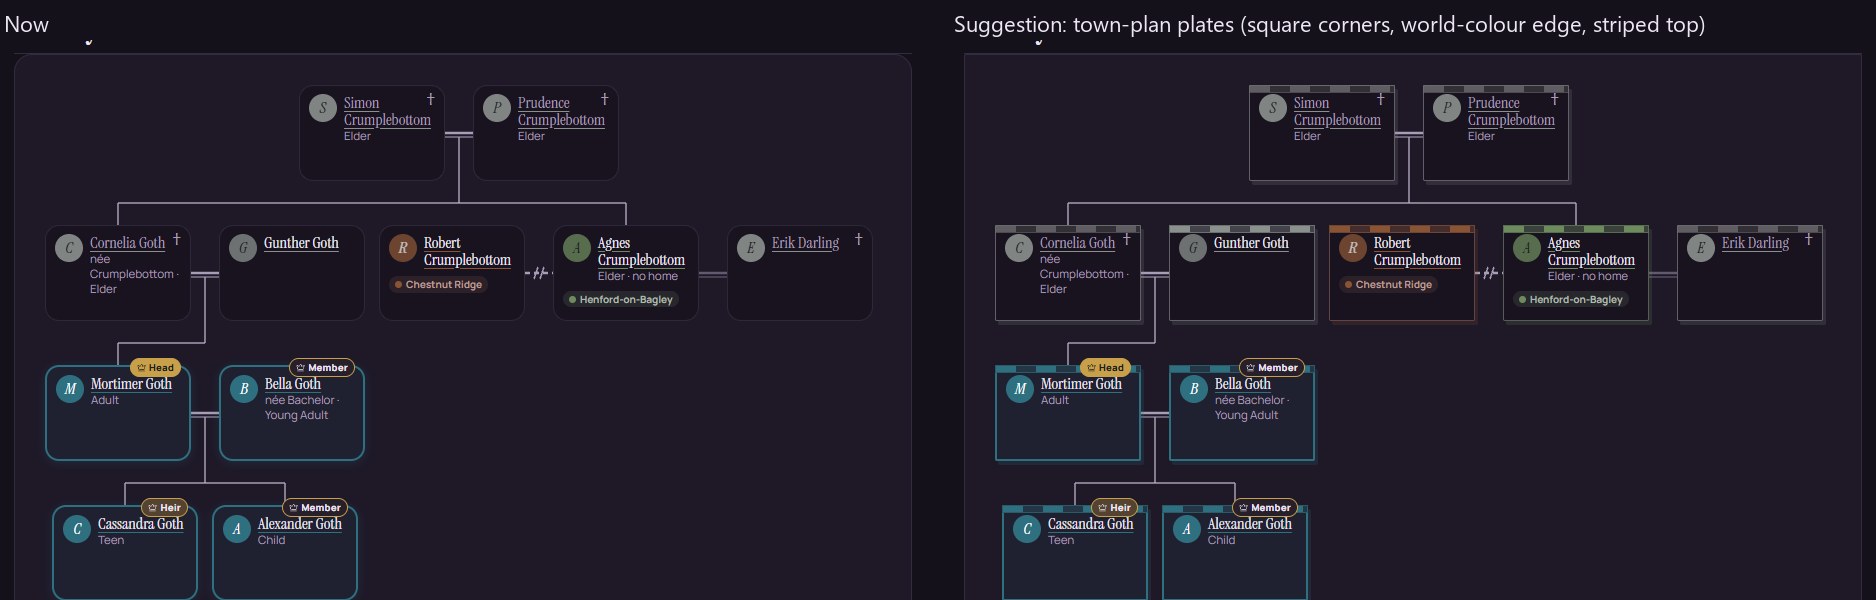 Now
Suggestion: town-plan plates (square corners, world-colour edge, striped top)
S
Simon
Crumplebottom
†
Elder
P
Prudence
Crumplebottom
†
Elder
C
Cornelia Goth
†
née
Crumplebottom ·
Elder
G
Gunther Goth
R
Robert
Crumplebottom
Chestnut Ridge
A
Agnes
Crumplebottom
Elder · no home
Henford-on-Bagley
E
Erik Darling
†
Head
M
Mortimer Goth
Adult
Member
B
Bella Goth
née Bachelor ·
Young Adult
Heir
C
Cassandra Goth
Teen
Member
A
Alexander Goth
Child
S
Simon
Crumplebottom
†
Elder
P
Prudence
Crumplebottom
†
Elder
C
Cornelia Goth
†
née
Crumplebottom ·
Elder
G
Gunther Goth
R
Robert
Crumplebottom
Chestnut Ridge
A
Agnes
Crumplebottom
Elder · no home
Henford-on-Bagley
E
Erik Darling
†
Head
M
Mortimer Goth
Adult
Member
B
Bella Goth
née Bachelor ·
Young Adult
Heir
C
Cassandra Goth
Teen
Member
A
Alexander Goth
Child